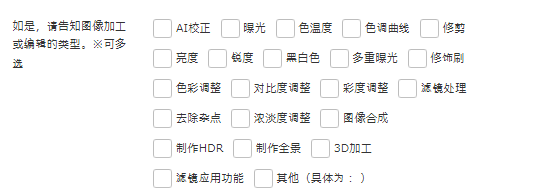 如是，请告知图像加工
或编辑的类型。※可多
选
AI校正 曝光 色温度 色调曲线 修剪
亮度 锐度 黑白色 多重曝光 修饰刷
色彩调整 对比度调整 彩度调整 滤镜处理
去除杂点 浓淡度调整 图像合成
制作HDR 制作全景 3D加工
滤镜应用功能 其他（具体为：）